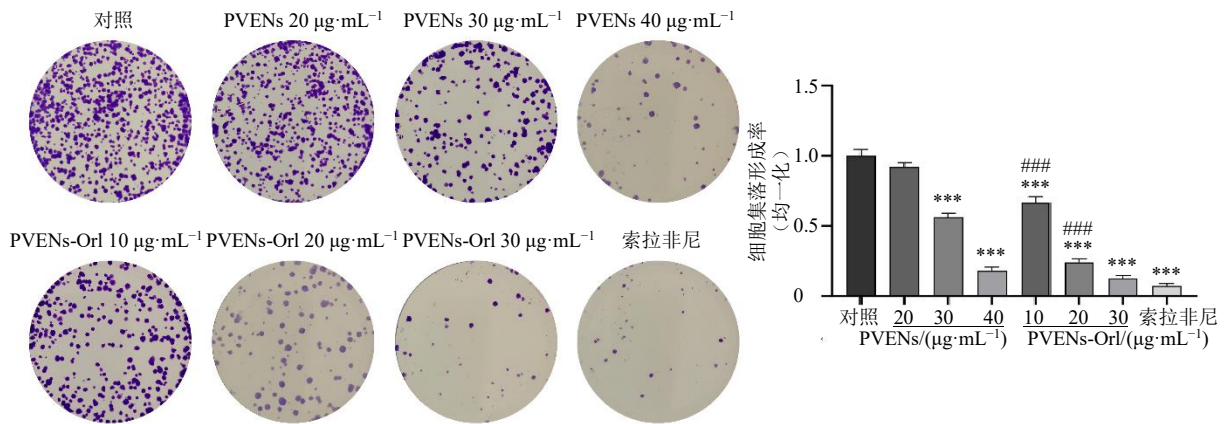 对照 PVENs 20 μg·mL⁻¹ PVENs 30 μg·mL⁻¹ PVENs 40 μg·mL⁻¹
PVENs-Orl 10 μg·mL⁻¹ PVENs-Orl 20 μg·mL⁻¹ PVENs-Orl 30 μg·mL⁻¹ 索拉非尼
细胞集落形成率
（均一化）
1.5
1.0
0.5
0
***
***
###
***
###
***
***
***
对照 20 30 40 10 20 30 索拉非尼
PVENs/(μg·mL⁻¹) PVENs-Orl/(μg·mL⁻¹)